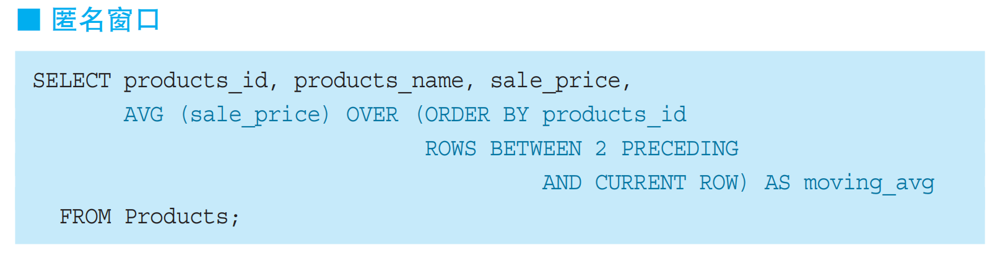 ■ 匿名窗口
SELECT products_id, products_name, sale_price,
AVG (sale_price) OVER (ORDER BY products_id
ROWS BETWEEN 2 PRECEDING
AND CURRENT ROW) AS moving_avg
FROM Products;